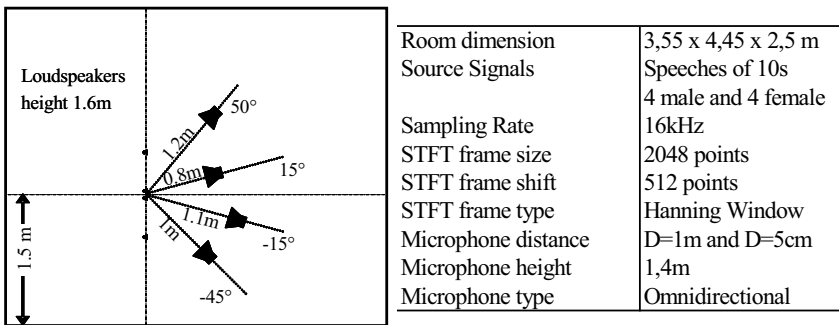 Loudspeakers
height 1.6m
1.2m
50°
0.8m
15°
1.1m
-15°
1m
-45°
1.5 m
Room dimension 3,55 x 4,45 x 2,5 m
Source Signals Speeches of 10s
4 male and 4 female
Sampling Rate 16kHz
STFT frame size 2048 points
STFT frame shift 512 points
STFT frame type Hanning Window
Microphone distance D=1m and D=5cm
Microphone height 1,4m
Microphone type Omnidirectional